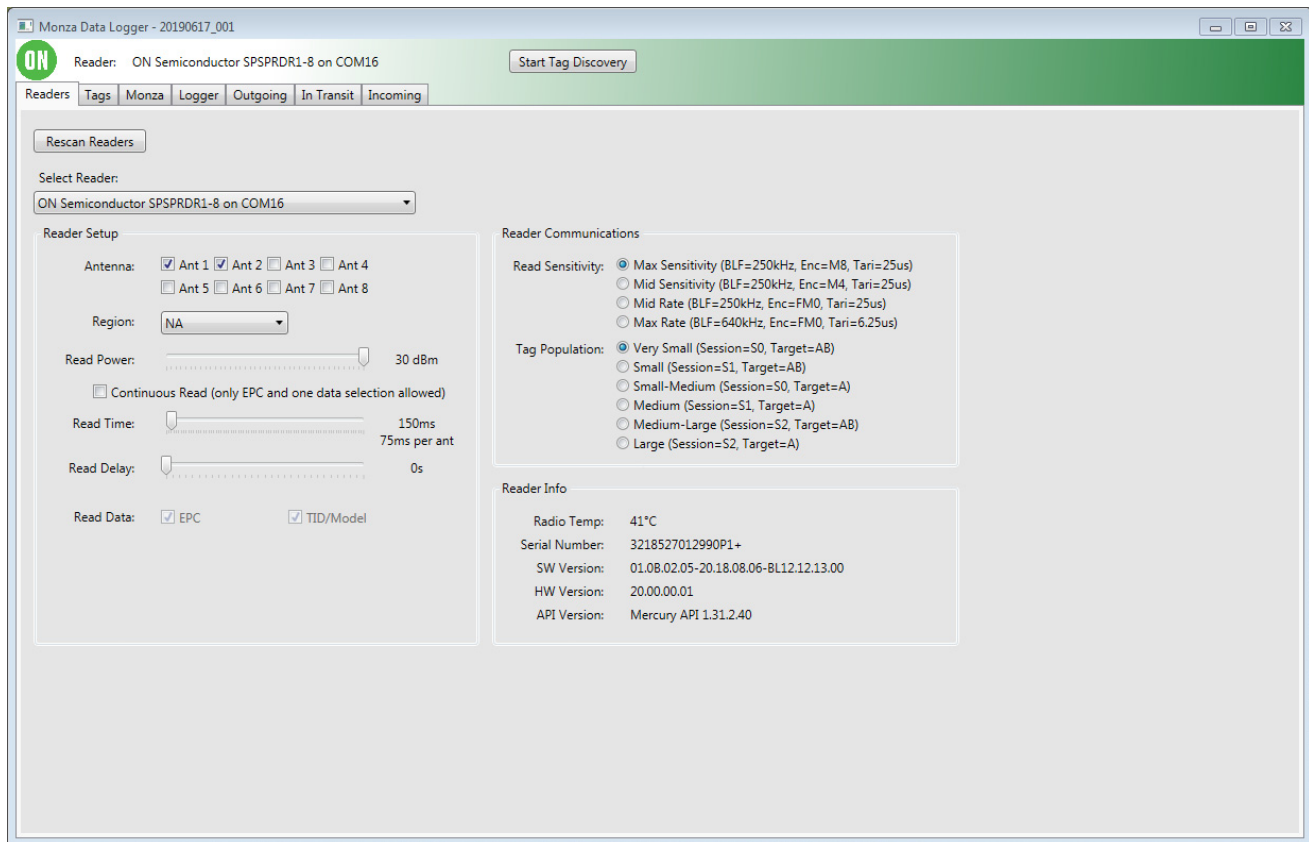 Monza Data Logger - 20190617_001
ON
Reader: ON Semiconductor SPSPRDR1-8 on COM16
Start Tag Discovery
Readers Tags Monza Logger Outgoing In Transit Incoming
Rescan Readers
Select Reader:
ON Semiconductor SPSPRDR1-8 on COM16
Reader Setup
Antenna: Ant 1 Ant 2 Ant 3 Ant 4
Ant 5 Ant 6 Ant 7 Ant 8
Region: NA
Read Power: 30 dBm
Continuous Read (only EPC and one data selection allowed)
Read Time: 150ms
75ms per ant
Read Delay: 0s
Read Data: EPC TID/Model
Reader Communications
Read Sensitivity: Max Sensitivity (BLF=250kHz, Enc=M8, Tari=25us)
Mid Sensitivity (BLF=250kHz, Enc=M4, Tari=25us)
Mid Rate (BLF=250kHz, Enc=FM0, Tari=25us)
Max Rate (BLF=640kHz, Enc=FM0, Tari=6.25us)
Tag Population: Very Small (Session=S0, Target=AB)
Small (Session=S1, Target=AB)
Small-Medium (Session=S0, Target=A)
Medium (Session=S1, Target=A)
Medium-Large (Session=S2, Target=AB)
Large (Session=S2, Target=A)
Reader Info
Radio Temp: 41°C
Serial Number: 3218527012990P1+
SW Version: 01.0B.02.05-20.18.08.06-BL12.12.13.00
HW Version: 20.00.00.01
API Version: Mercury API 1.31.2.40